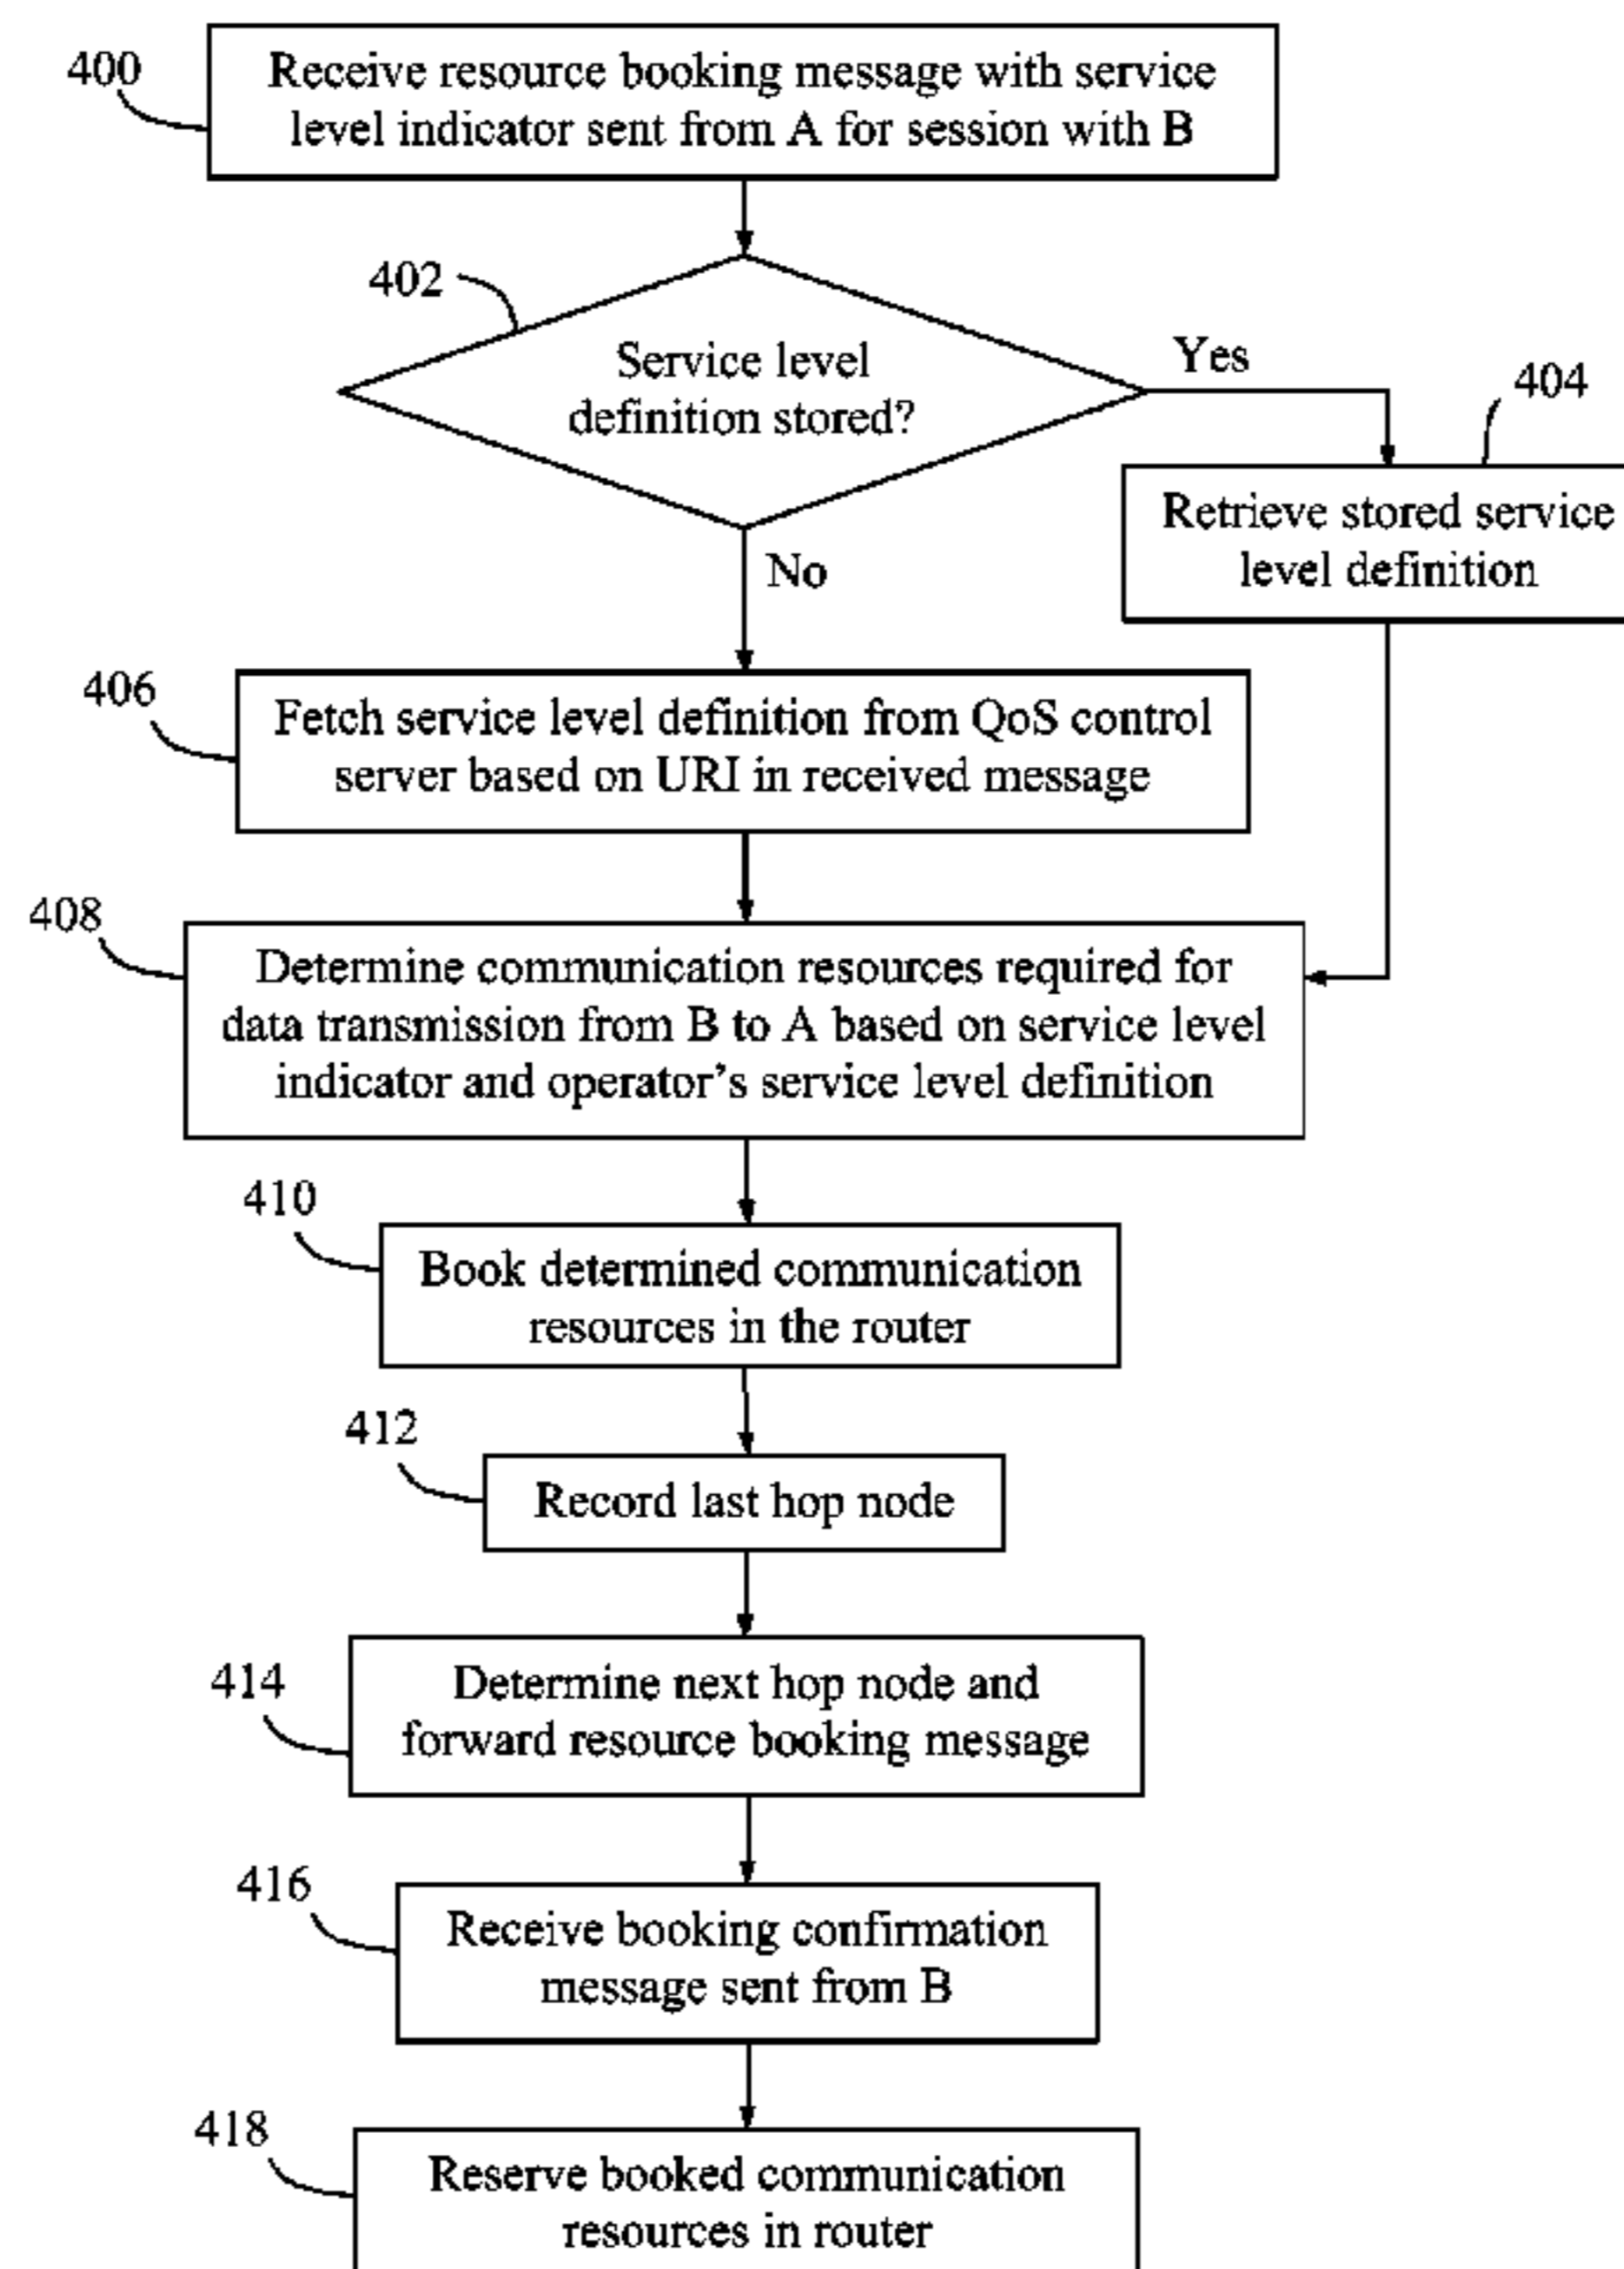 400
Receive resource booking message with service
level indicator sent from A for session with B
402
Service level
definition stored?
Yes
404
Retrieve stored service
level definition
No
406
Fetch service level definition from QoS control
server based on URI in received message
408
Determine communication resources required for
data transmission from B to A based on service level
indicator and operator's service level definition
410
Book determined communication
resources in the router
412
Record last hop node
414
Determine next hop node and
forward resource booking message
416
Receive booking confirmation
message sent from B
418
Reserve booked communication
resources in router